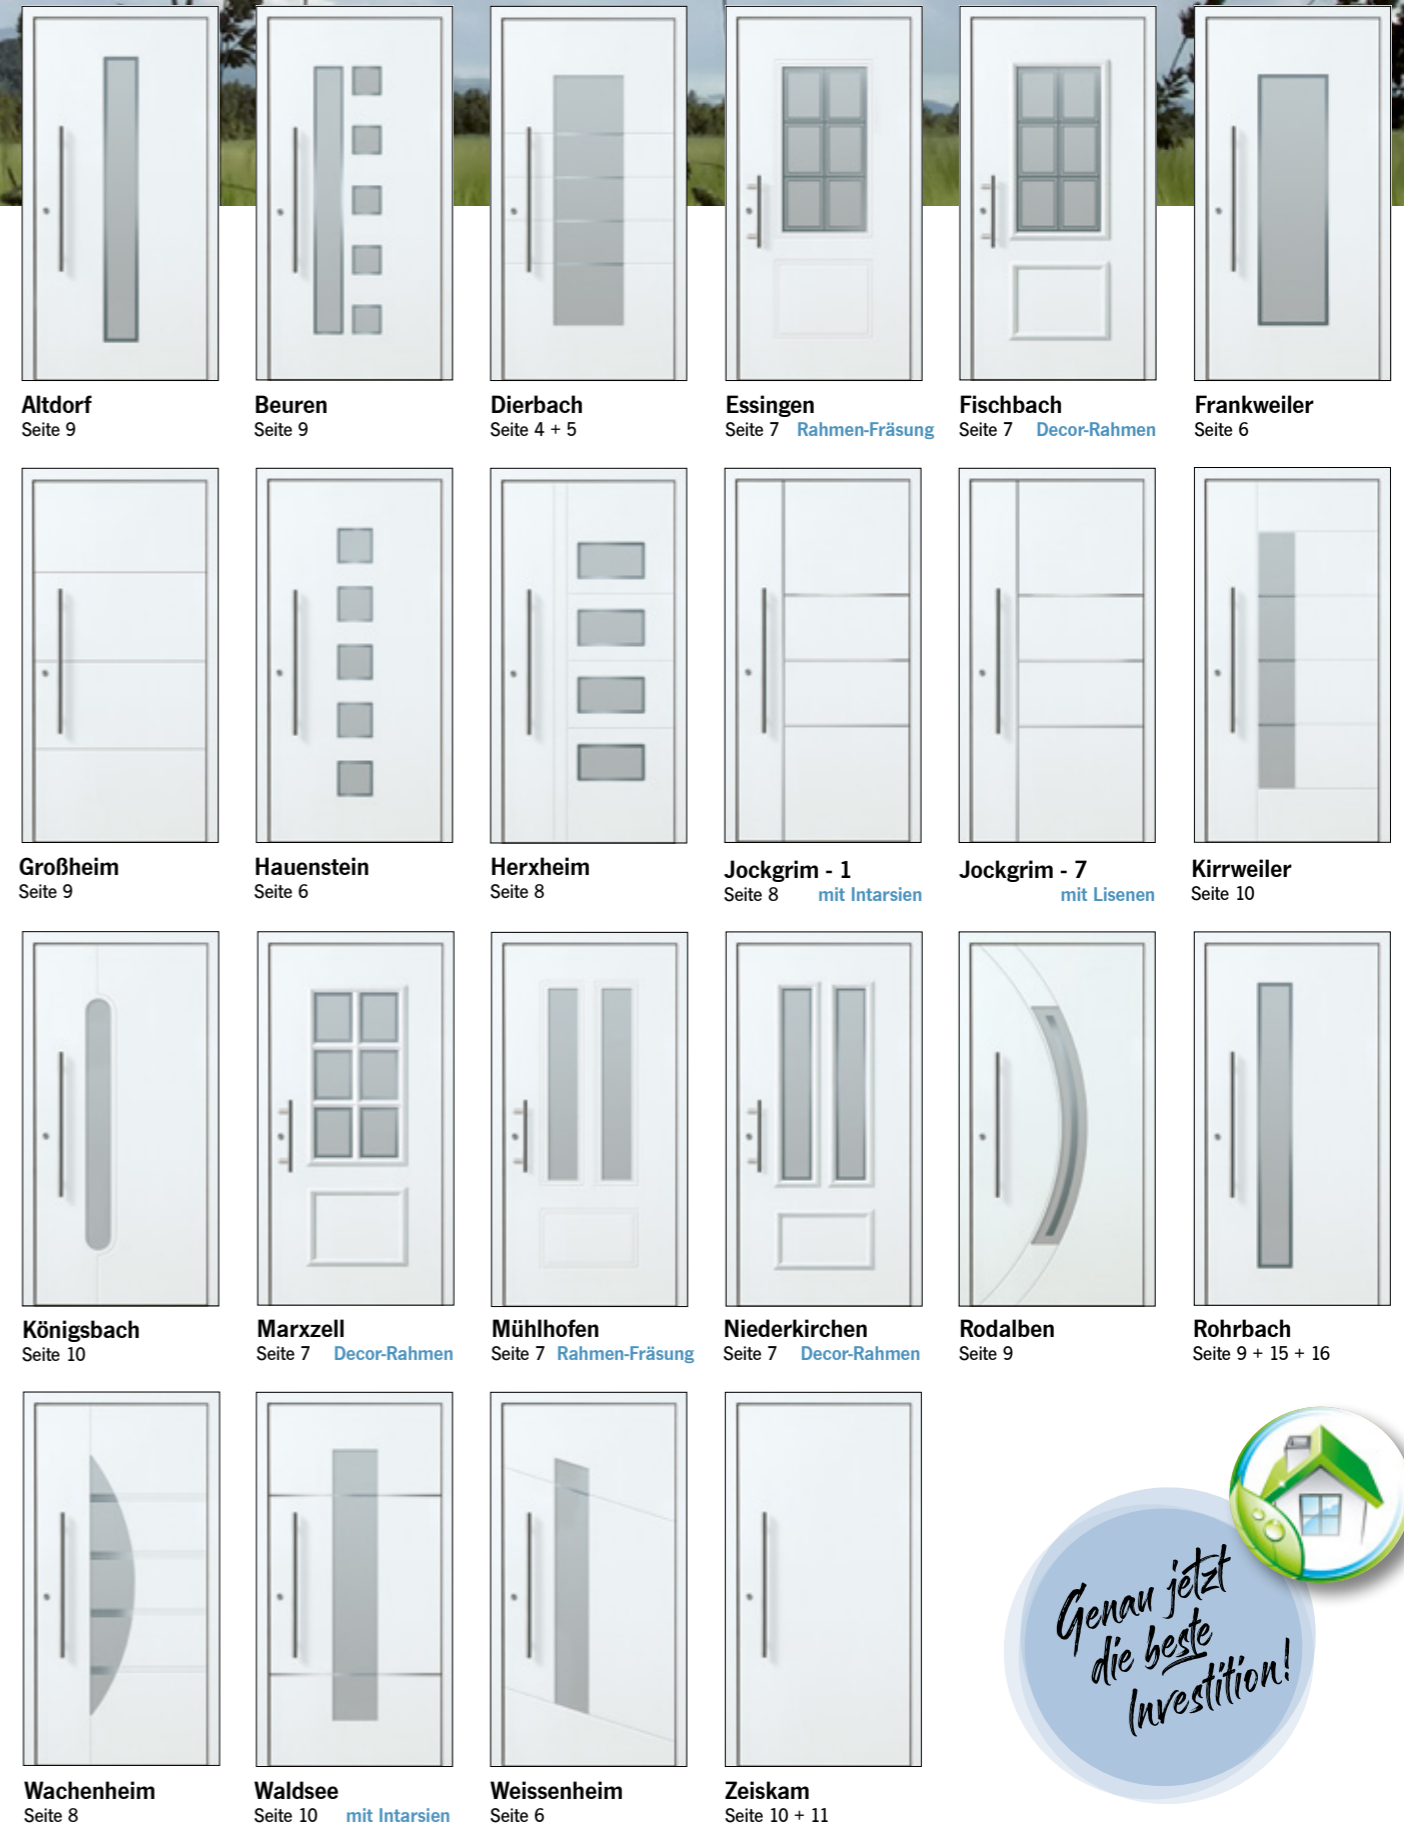 Altdorf
Seite 9
Beuren
Seite 9
Dierbach
Seite 4 + 5
Essingen
Seite 7 Rahmen-Fräsung
Fischbach
Seite 7 Decor-Rahmen
Frankweiler
Seite 6
Großheim
Seite 9
Hauenstein
Seite 6
Herxheim
Seite 8
Jockgrim - 1
Seite 8 mit Intarsien
Jockgrim - 7
mit Lisenen
Kirrweiler
Seite 10
Königsbach
Seite 10
Marxzell
Seite 7 Decor-Rahmen
Mühlhofen
Seite 7 Rahmen-Fräsung
Niederkirchen
Seite 7 Decor-Rahmen
Rodalben
Seite 9
Rohrbach
Seite 9 + 15 + 16
Wachenheim
Seite 8
Waldsee
Seite 10 mit Intarsien
Weissenheim
Seite 6
Zeiskam
Seite 10 + 11
Genau jetzt
die beste
Investition!